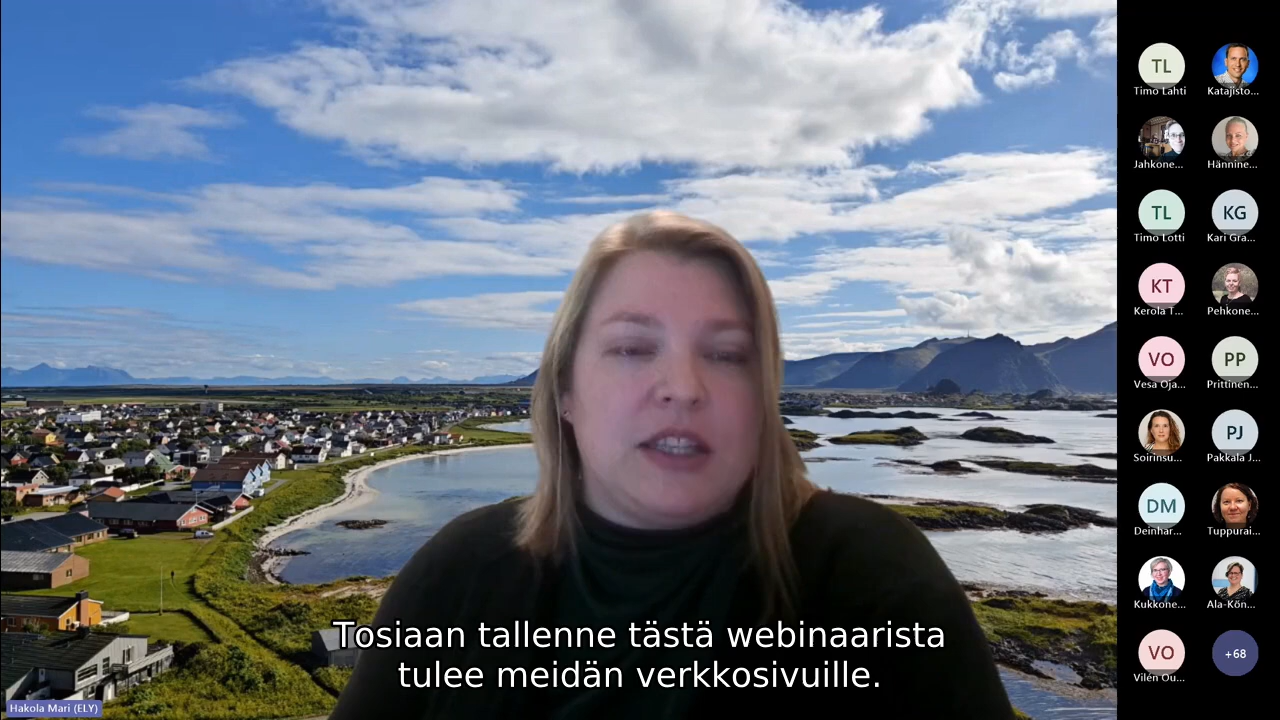 TL
Timo Lahti
Katajisto...
Jahkone...
Hännine...
TL
Timo Lotti
KG
Kari Gra...
KT
Kerola T...
Pehkone...
VO
Vesa Oja...
PP
Prittinen...
Soirinsu...
PJ
Pakkala J...
DM
Deinhar...
Tuppurai...
Kukkone...
Ala-Kön...
VO
Vilén Ou...
+68
Tosiaan tallenne tästä webinaarista
tulee meidän verkkosivuille.
Hakola Mari (ELY)